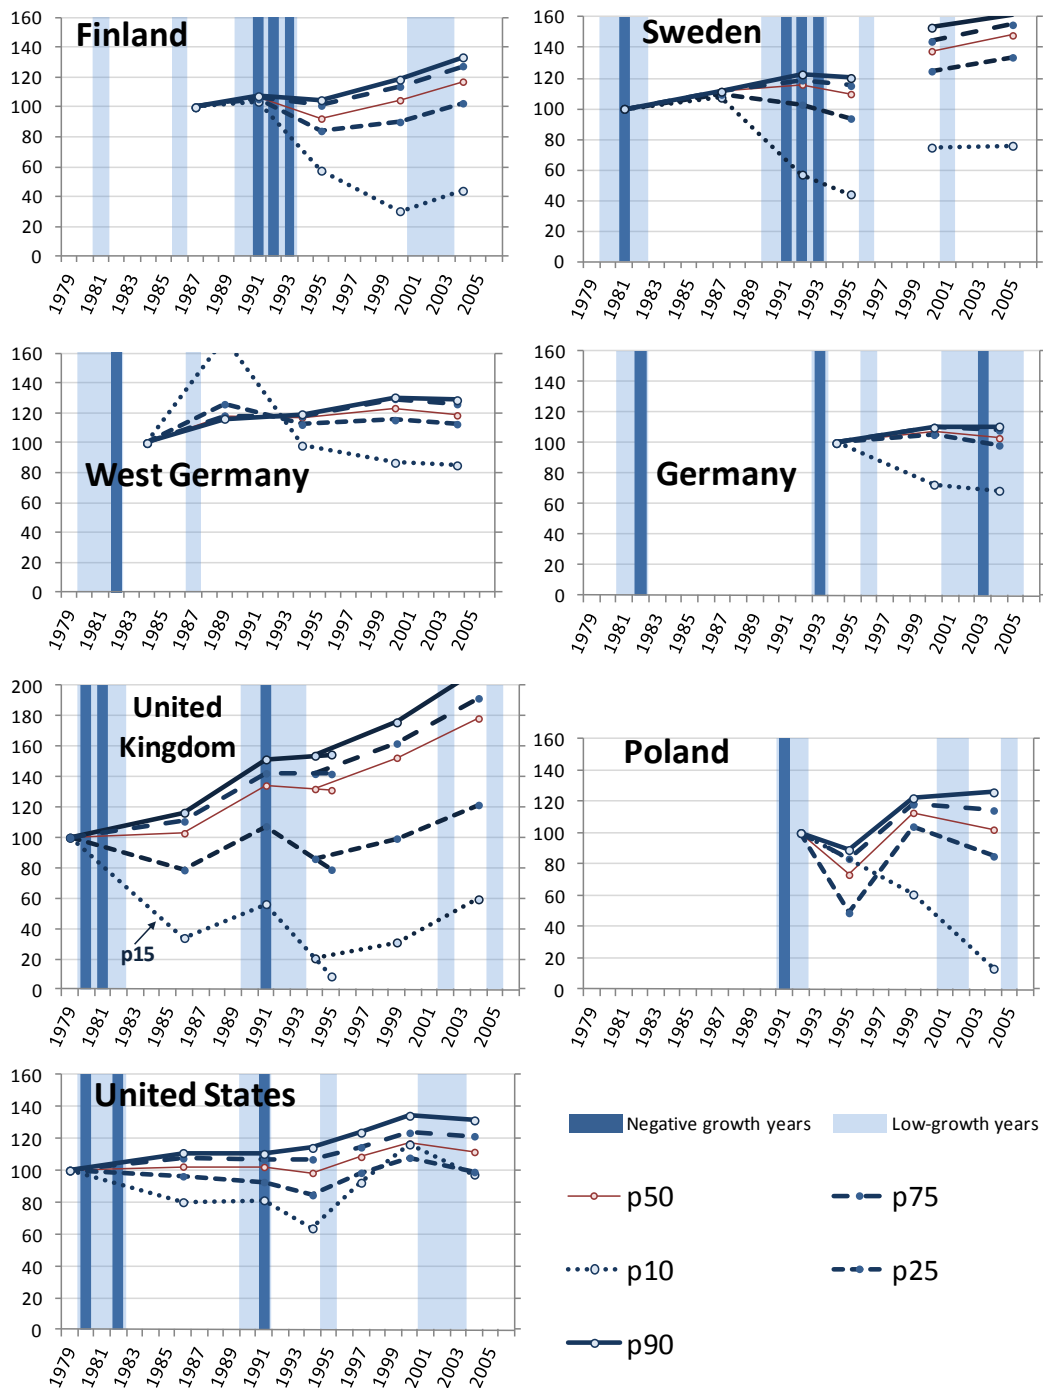 Finland
160
140
120
100
80
60
40
20
0
1979 1981 1983 1985 1987 1989 1991 1993 1995 1997 1999 2001 2003 2005
Sweden
160
140
120
100
80
60
40
20
0
1979 1981 1983 1985 1987 1989 1991 1993 1995 1997 1999 2001 2003 2005
West Germany
160
140
120
100
80
60
40
20
0
1979 1981 1983 1985 1987 1989 1991 1993 1995 1997 1999 2001 2003 2005
Germany
160
140
120
100
80
60
40
20
0
1979 1981 1983 1985 1987 1989 1991 1993 1995 1997 1999 2001 2003 2005
United
Kingdom
200
180
160
140
120
100
80
60
40
20
0
p15
1979 1981 1983 1985 1987 1989 1991 1993 1995 1997 1999 2001 2003 2005
Poland
160
140
120
100
80
60
40
20
0
1979 1981 1983 1985 1987 1989 1991 1993 1995 1997 1999 2001 2003 2005
United States
160
140
120
100
80
60
40
20
0
1979 1981 1983 1985 1987 1989 1991 1993 1995 1997 1999 2001 2003 2005
Negative growth years
Low-growth years
p50
p75
p10
p25
p90